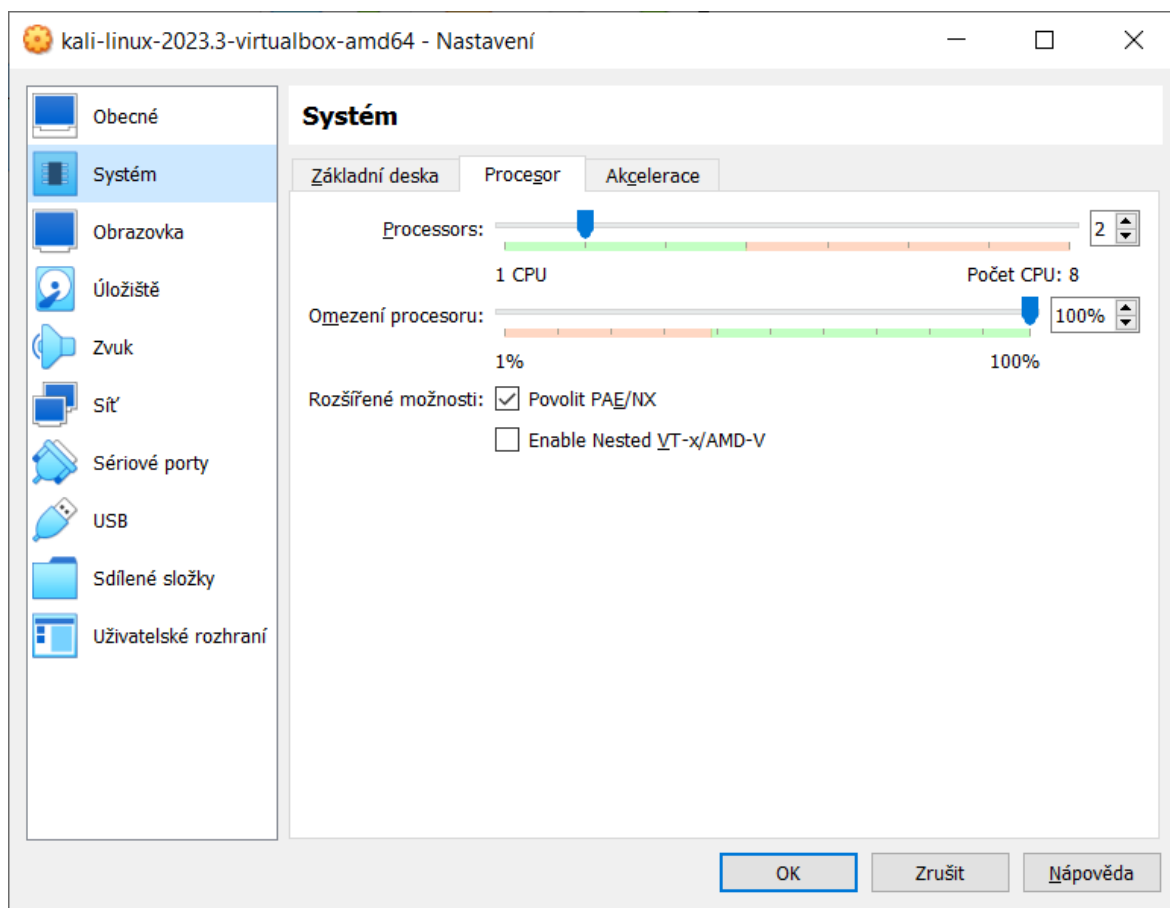 kali-linux-2023.3-virtualbox-amd64 - Nastavení
Obecné
Systém
Obrazovka
Úložiště
Zvuk
Síť
Sériové porty
USB
Sdílené složky
Uživatelské rozhraní
Systém
Základní deska Procesor Akcelerace
Processors: 2
1 CPU Počet CPU: 8
Omezení procesoru: 100%
1% 100%
Rozšířené možnosti: Povolit PAE/NX
Enable Nested VT-x/AMD-V
OK Zrušit Nápověda